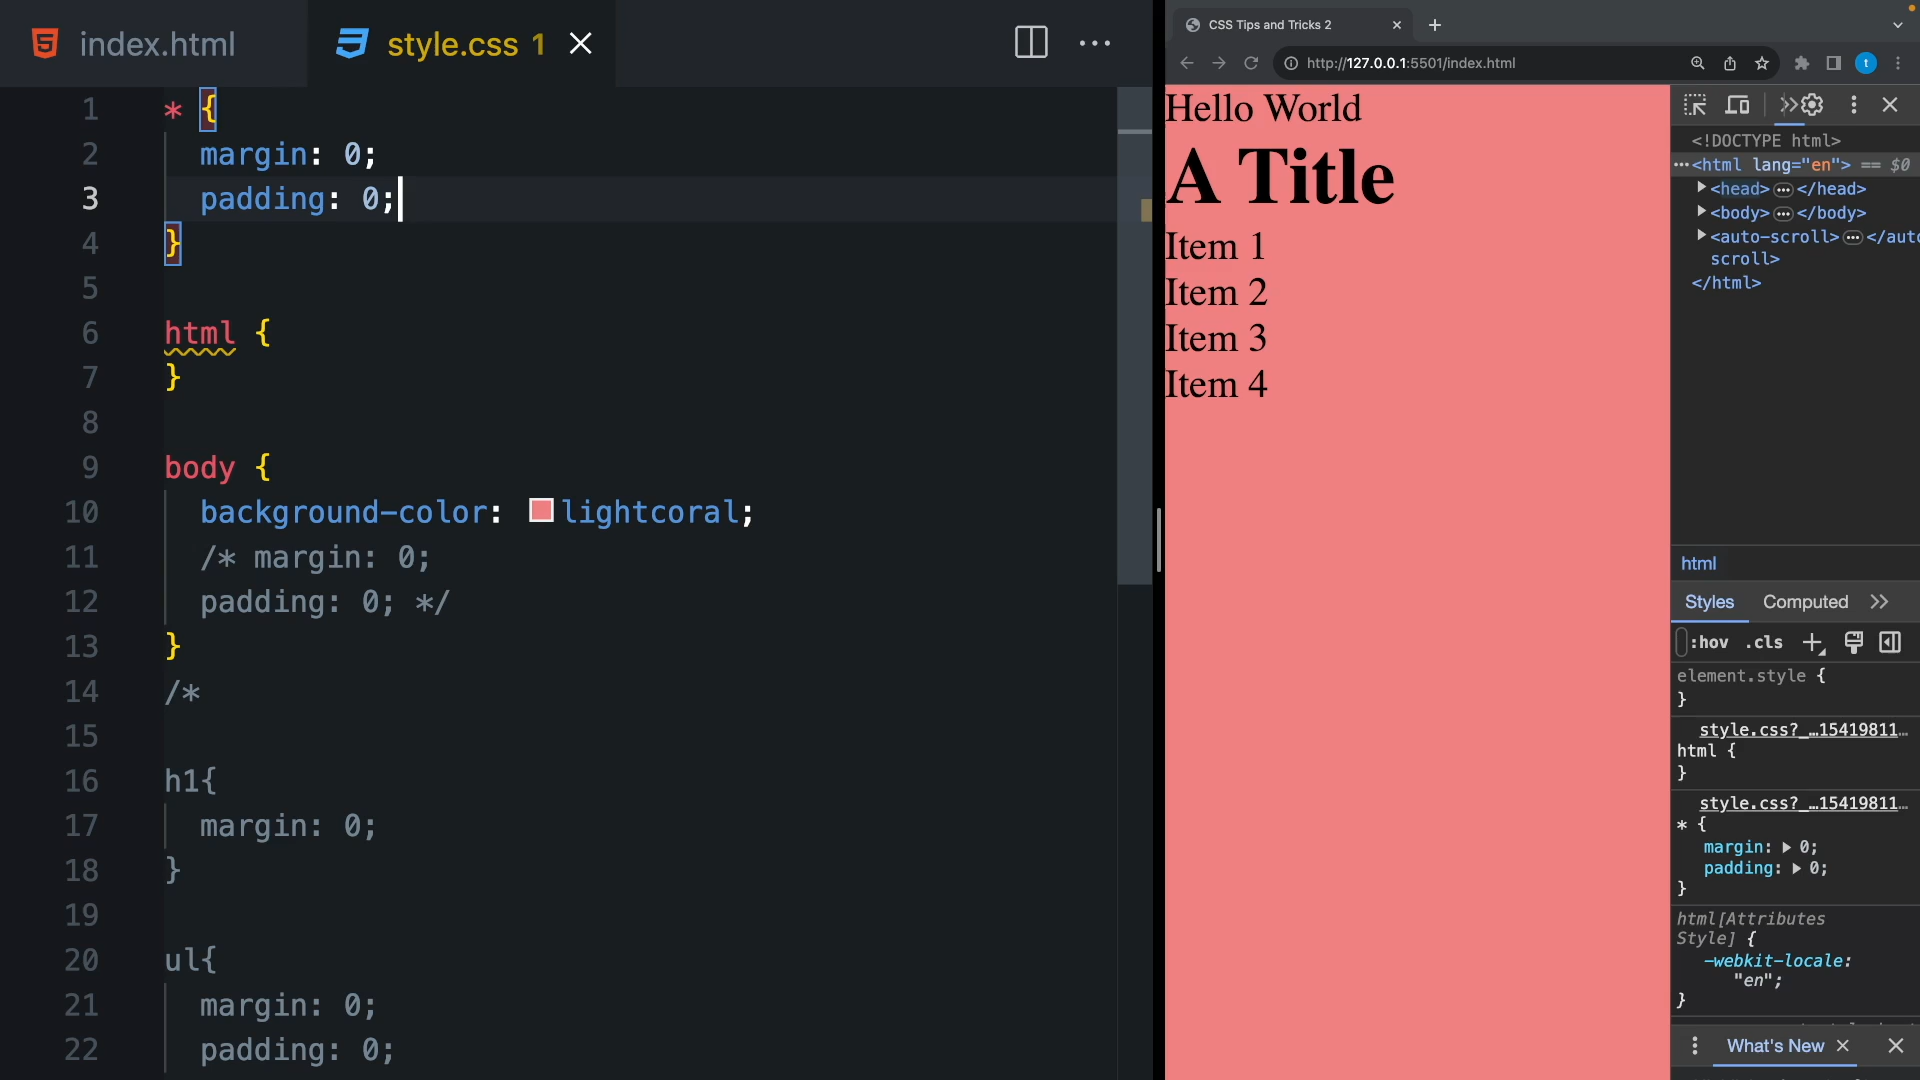 index.html
style.css 1
1 * {
2 margin: 0;
3 padding: 0;
4 }
5
6 html {
7 }
8
9 body {
10 background-color: lightcoral;
11 /* margin: 0;
12 padding: 0; */
13 }
14 /*
15
16 h1{
17 margin: 0;
18 }
19
20 ul{
21 margin: 0;
22 padding: 0;
CSS Tips and Tricks 2
http://127.0.0.1:5501/index.html
t
Hello World
A Title
Item 1
Item 2
Item 3
Item 4
<!DOCTYPE html>
<html lang="en"> == $0
<head> </head>
<body> </body>
<auto-scroll> </auto
scroll>
</html>
html
Styles Computed
:hov .cls
element.style {
}
style.css?_…15419811…
html {
}
style.css?_…15419811…
* {
margin: 0;
padding: 0;
}
html[Attributes
Style] {
-webkit-locale:
"en";
}
What's New